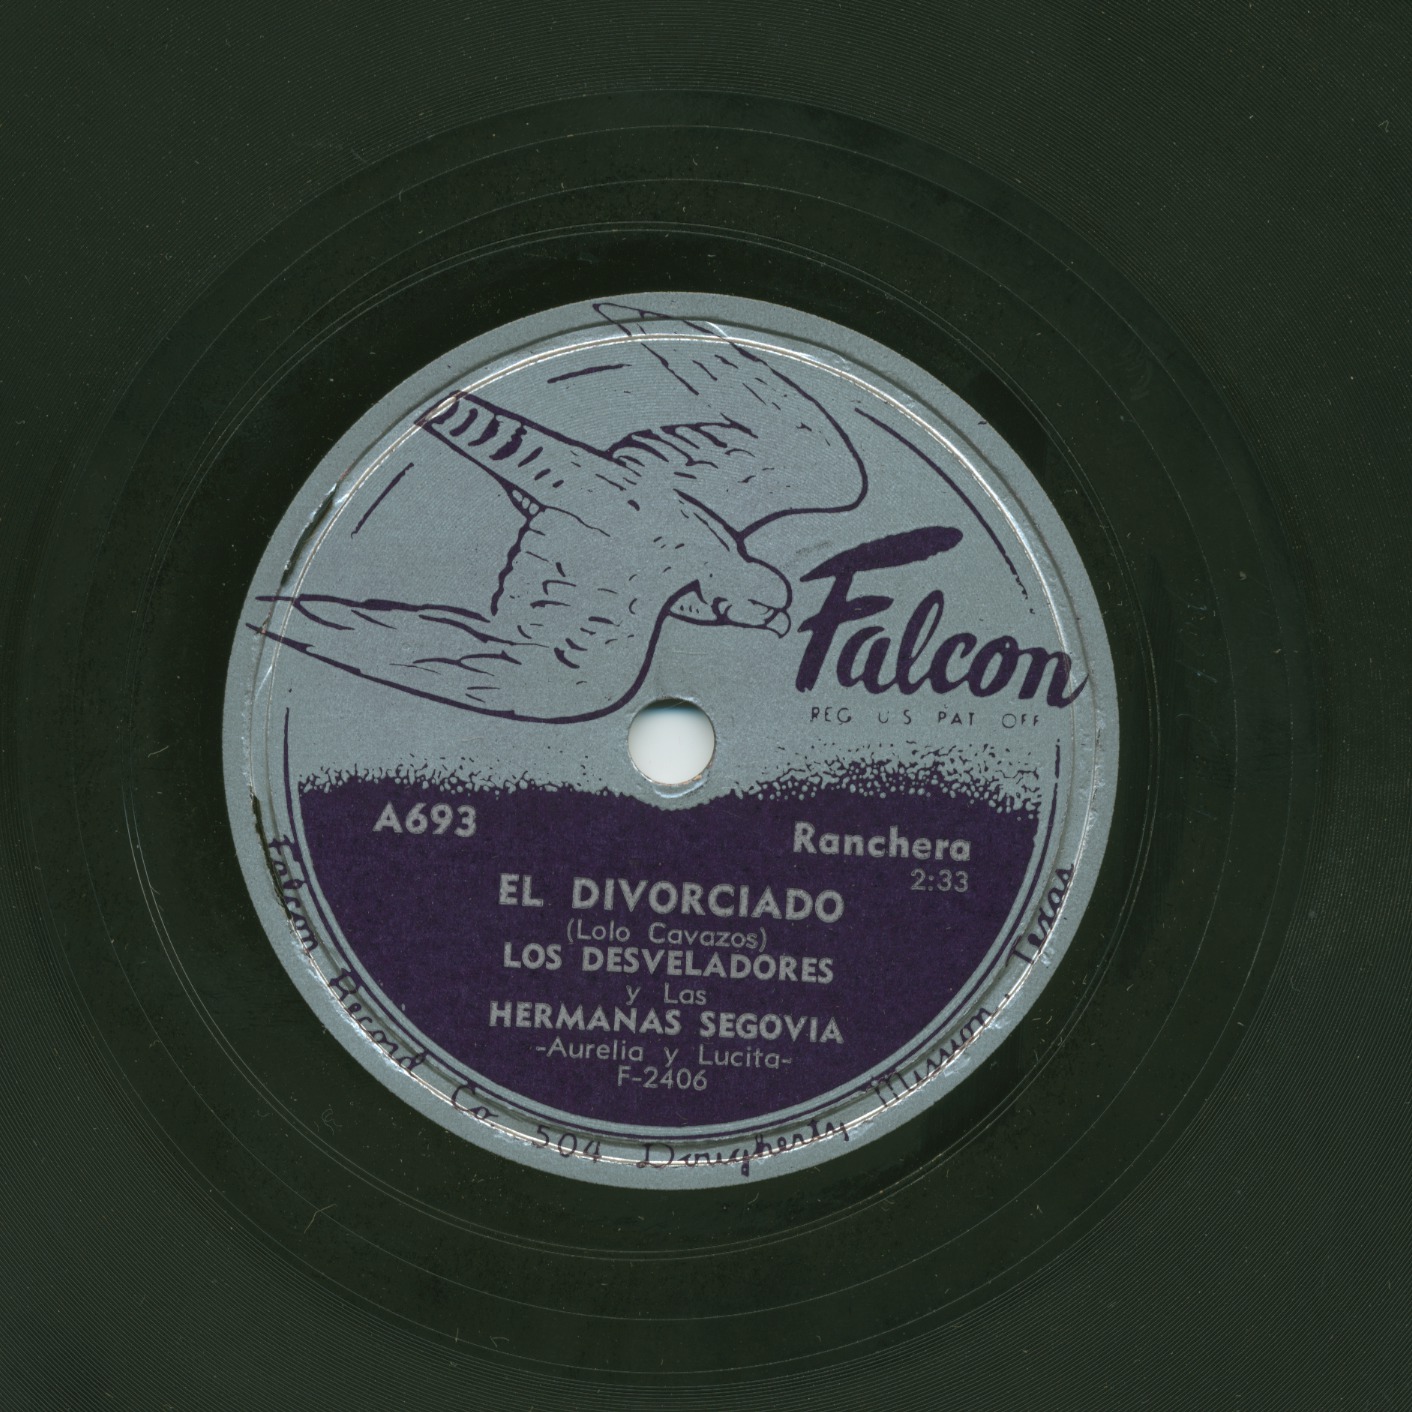 Falcon
REG U S PAT OFF
A693
Ranchera
2:33
EL DIVORCIADO
(Lolo Cavazos)
LOS DESVELADORES
y Las
HERMANAS SEGOVIA
-Aurelia y Lucita-
F-2406
Falcon Record Co. 504 Dougherty Mission, Texas